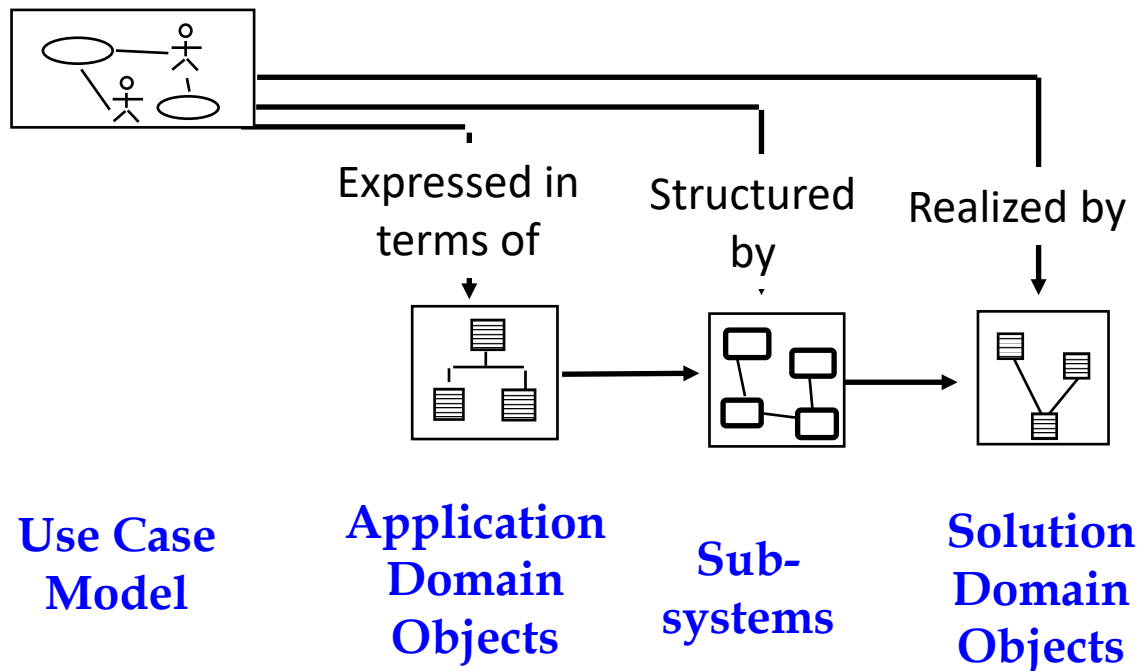 Expressed in
terms of
Structured
by
Realized by
Use Case
Model
Application
Domain
Objects
Sub-
systems
Solution
Domain
Objects